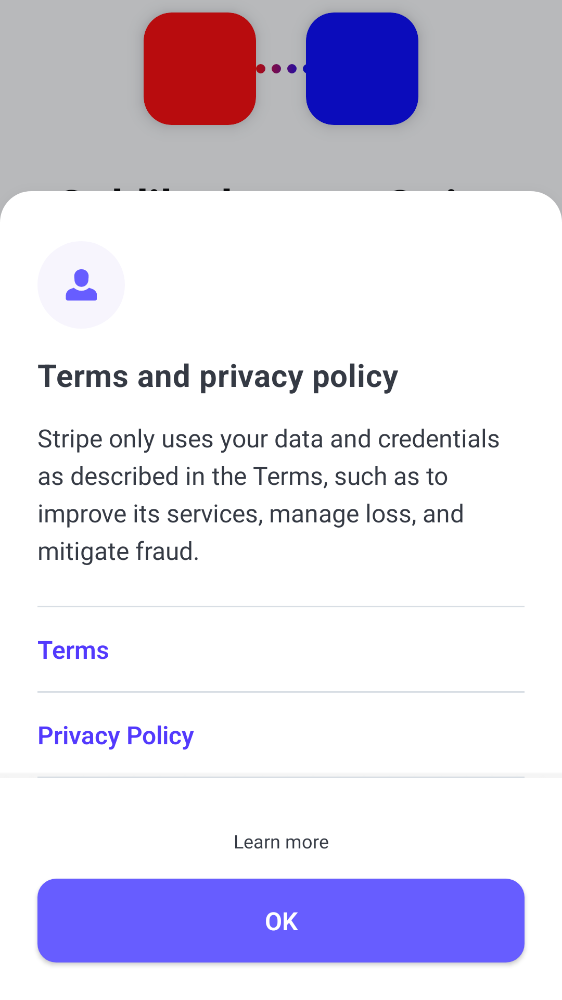 Terms and privacy policy
Stripe only uses your data and credentials
as described in the Terms, such as to
improve its services, manage loss, and
mitigate fraud.
Terms
Privacy Policy
Learn more
OK